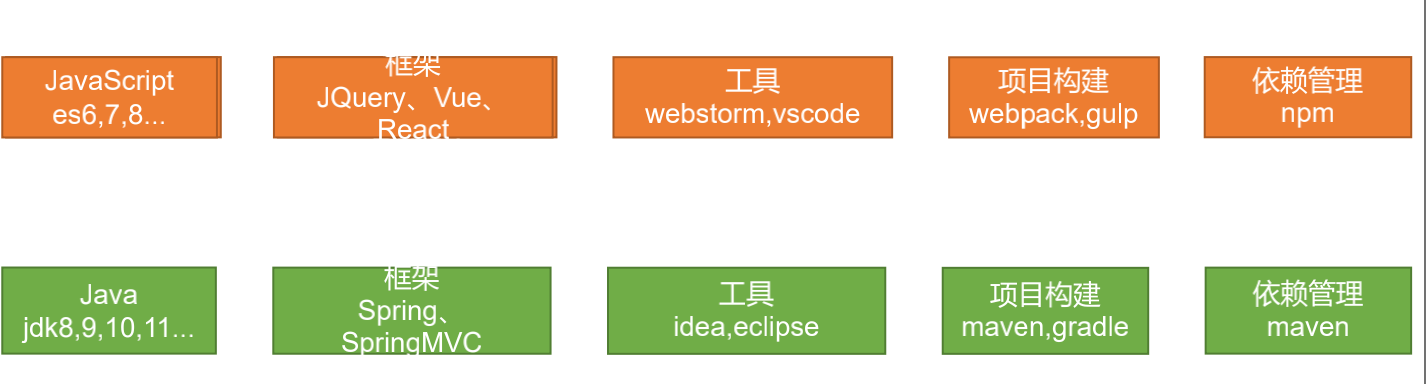 JavaScript
es6,7,8...
框架
JQuery、Vue、
React
工具
webstorm,vscode
项目构建
webpack,gulp
依赖管理
npm
Java
jdk8,9,10,11...
框架
Spring、
SpringMVC
工具
idea,eclipse
项目构建
maven,gradle
依赖管理
maven